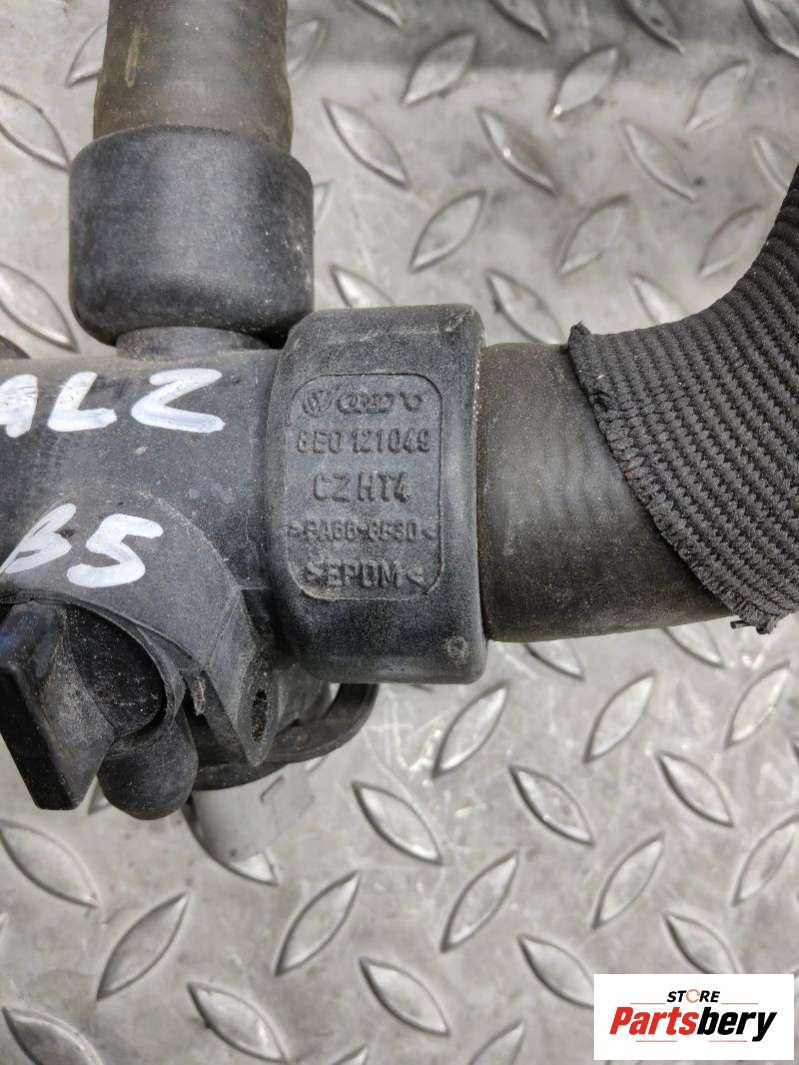 ALZ
B5
8E0 121049
CZ HT4
>PA66-GF30<
>EPDM<
STORE
Partsbery